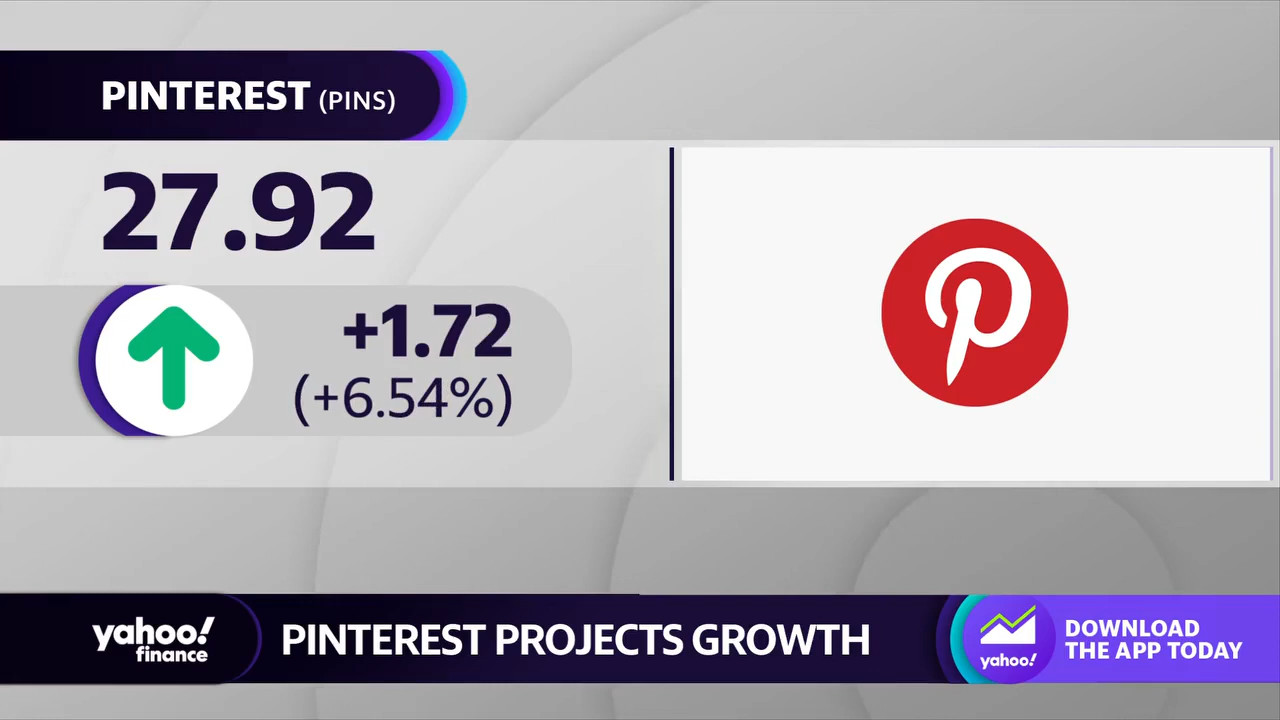 PINTEREST (PINS)
27.92
+1.72
(+6.54%)
yahoo!
finance
PINTEREST PROJECTS GROWTH
yahoo!
DOWNLOAD
THE APP TODAY